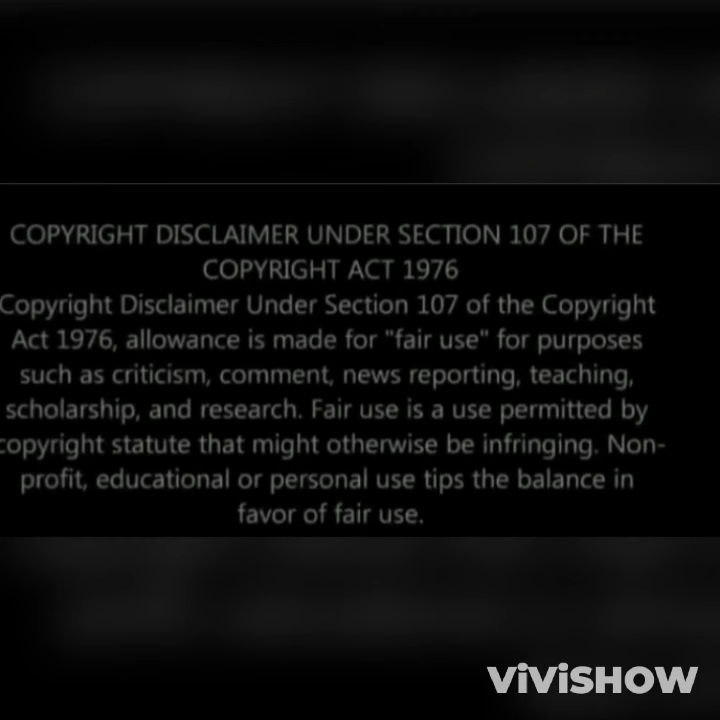 COPYRIGHT DISCLAIMER UNDER SECTION 107 OF THE
COPYRIGHT ACT 1976
Copyright Disclaimer Under Section 107 of the Copyright
Act 1976, allowance is made for "fair use" for purposes
such as criticism, comment, news reporting, teaching,
scholarship, and research. Fair use is a use permitted by
copyright statute that might otherwise be infringing. Non-
profit, educational or personal use tips the balance in
favor of fair use.
ViViSHOW